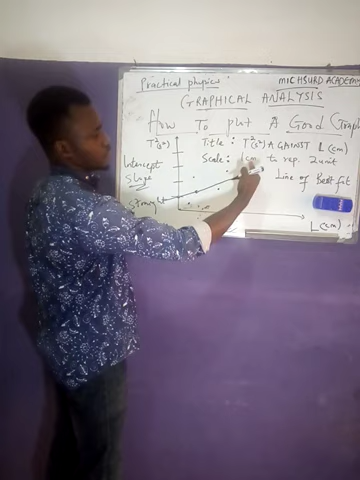 Practical physics MICHSURD ACADEMY
GRAPHICAL ANALYSIS
How To plot A Good Graph
T²(s²) Title: T²(s²) AGAINST L(cm)
Intercept Scale: 1cm to rep. 2unit
Slope Line of Best fit
L(cm)